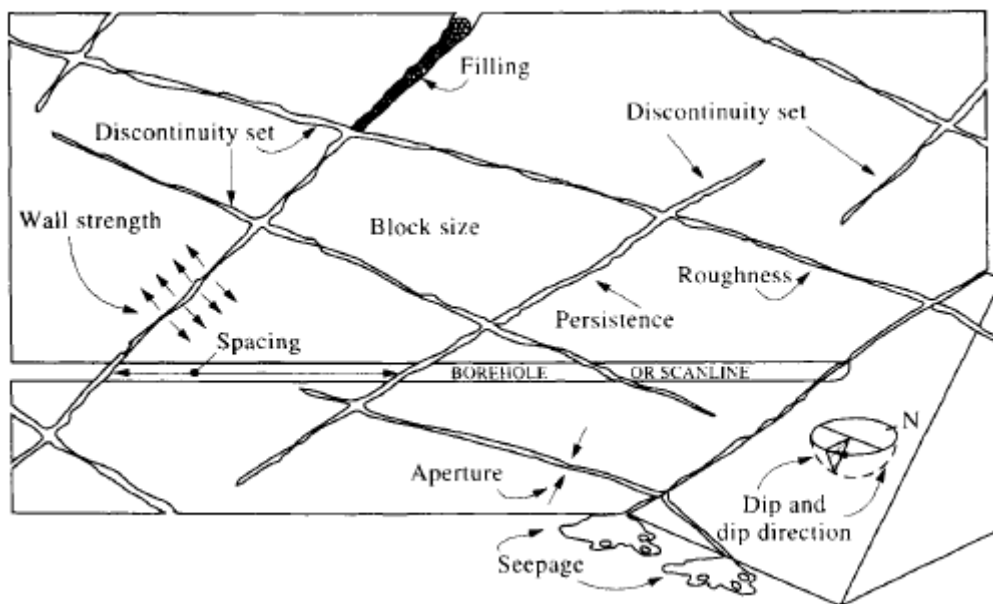 Filling
Discontinuity set
Discontinuity set
Wall strength
Block size
Roughness
Persistence
Spacing
BOREHOLE OR SCANLINE
N
Aperture
Dip and
dip direction
Seepage